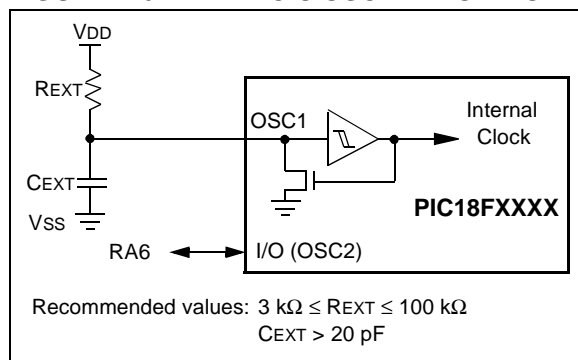 VDD
REXT
OSC1
Internal
Clock
CEXT
PIC18FXXXX
VSS
RA6
I/O (OSC2)
Recommended values: 3 kΩ ≤ REXT ≤ 100 kΩ
CEXT > 20 pF